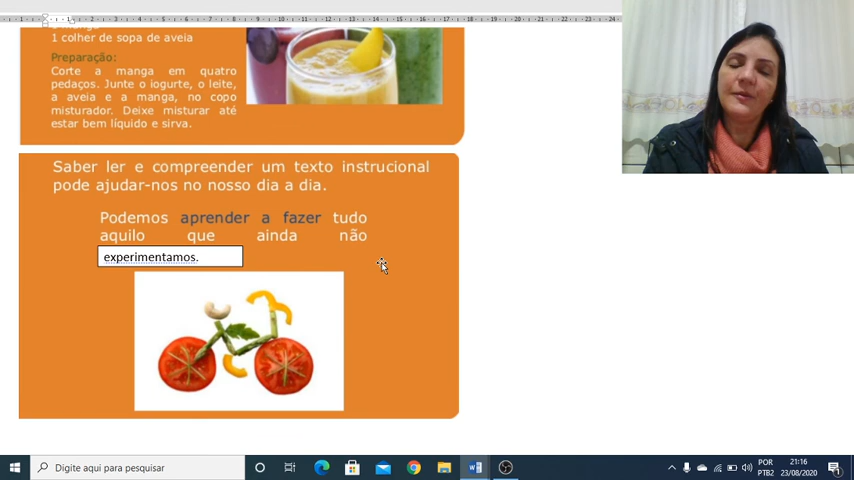 1 colher de sopa de aveia
Preparação:
Corte a manga em quatro
pedaços. Junte o iogurte, o leite,
a aveia e a manga, no copo
misturador. Deixe misturar até
estar bem líquido e sirva.
Saber ler e compreender um texto instrucional
pode ajudar-nos no nosso dia a dia.
Podemos aprender a fazer tudo
aquilo que ainda não
experimentamos.
Digite aqui para pesquisar
POR
PTB2
21:16
23/08/2020